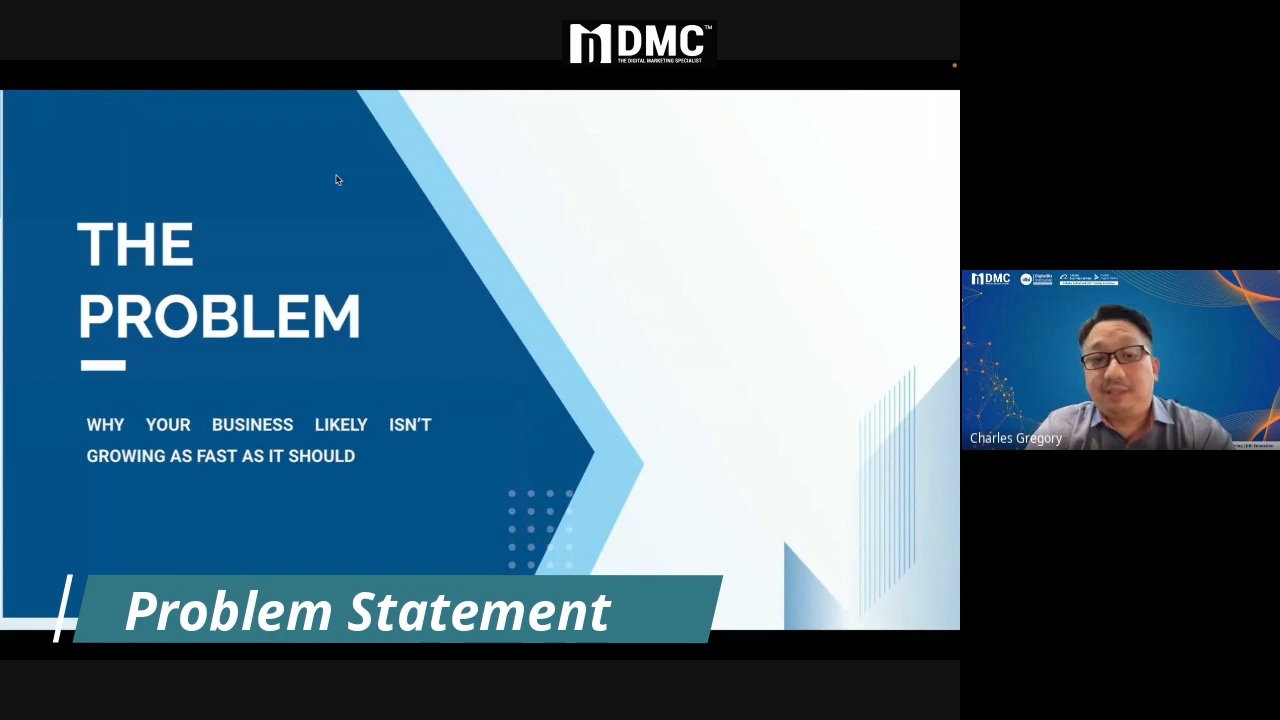 DMC™
THE DIGITAL MARKETING SPECIALIST
THE
PROBLEM
WHY YOUR BUSINESS LIKELY ISN'T
GROWING AS FAST AS IT SHOULD
Problem Statement
DMC
Charles Gregory